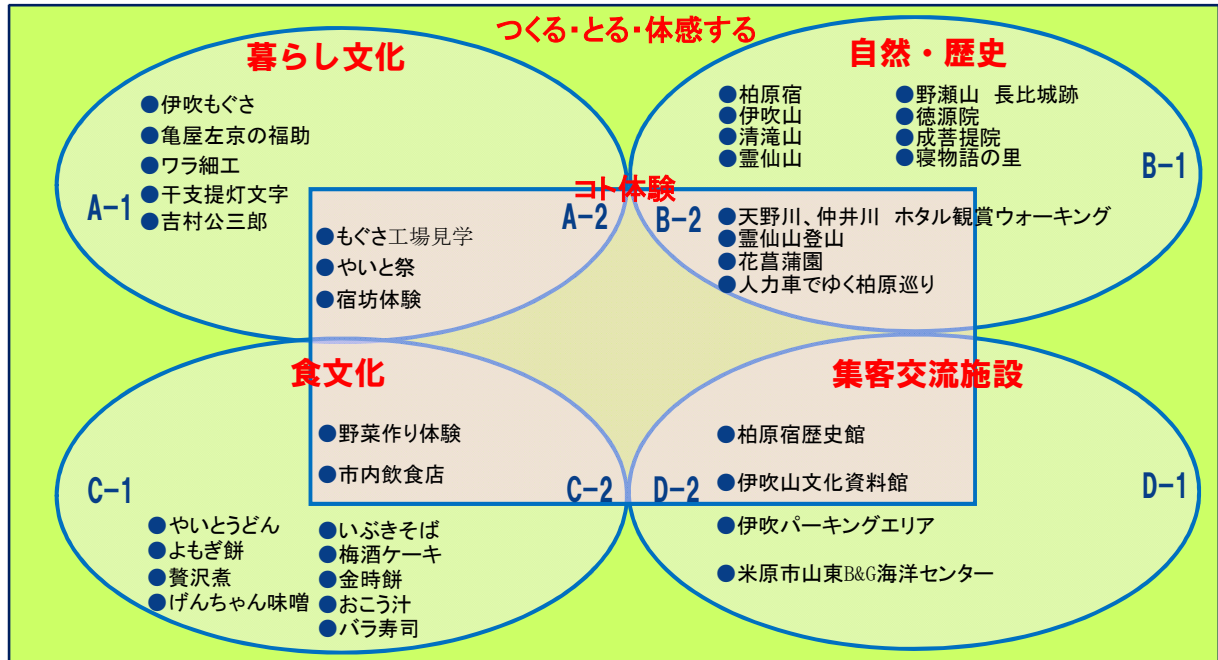 つくる・とる・体感する
暮らし文化
●伊吹もぐさ
●亀屋左京の福助
●ワラ細工
●干支提灯文字
●吉村公三郎
A-1
自然・歴史
●柏原宿
●伊吹山
●清滝山
●霊仙山
●野瀬山　長比城跡
●徳源院
●成菩提院
●寝物語の里
B-1
コト体験
A-2
●もぐさ工場見学
●やいと祭
●宿坊体験
B-2
●天野川、仲井川　ホタル観賞ウォーキング
●霊仙山登山
●花菖蒲園
●人力車でゆく柏原巡り
食文化
●野菜作り体験
●市内飲食店
C-1
C-2
●やいとうどん
●よもぎ餅
●贅沢煮
●げんちゃん味噌
●いぶきそば
●梅酒ケーキ
●金時餅
●おこう汁
●バラ寿司
集客交流施設
●柏原宿歴史館
●伊吹山文化資料館
D-2
D-1
●伊吹パーキングエリア
●米原市山東B&G海洋センター